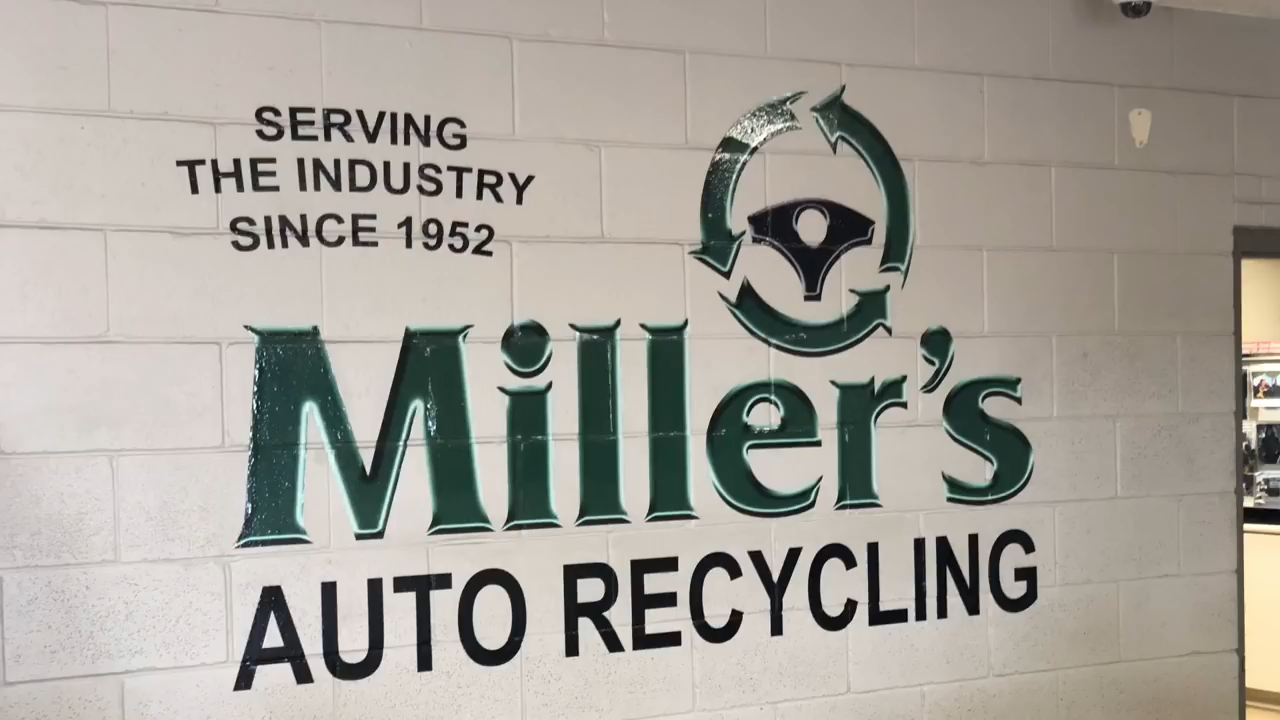 SERVING
THE INDUSTRY
SINCE 1952
Miller's
AUTO RECYCLING